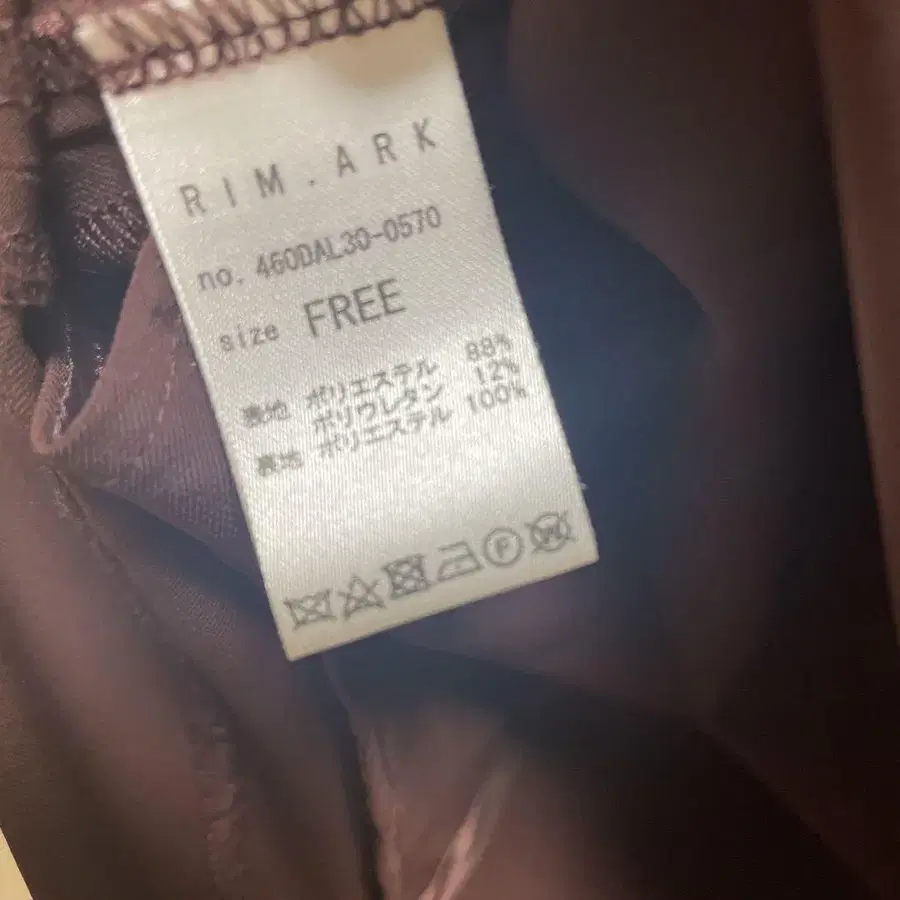 RIM.ARK
no. 460DAL30-0570
size FREE
表地 ポリエステル 88%
ポリウレタン 12%
裏地 ポリエステル 100%
F
W